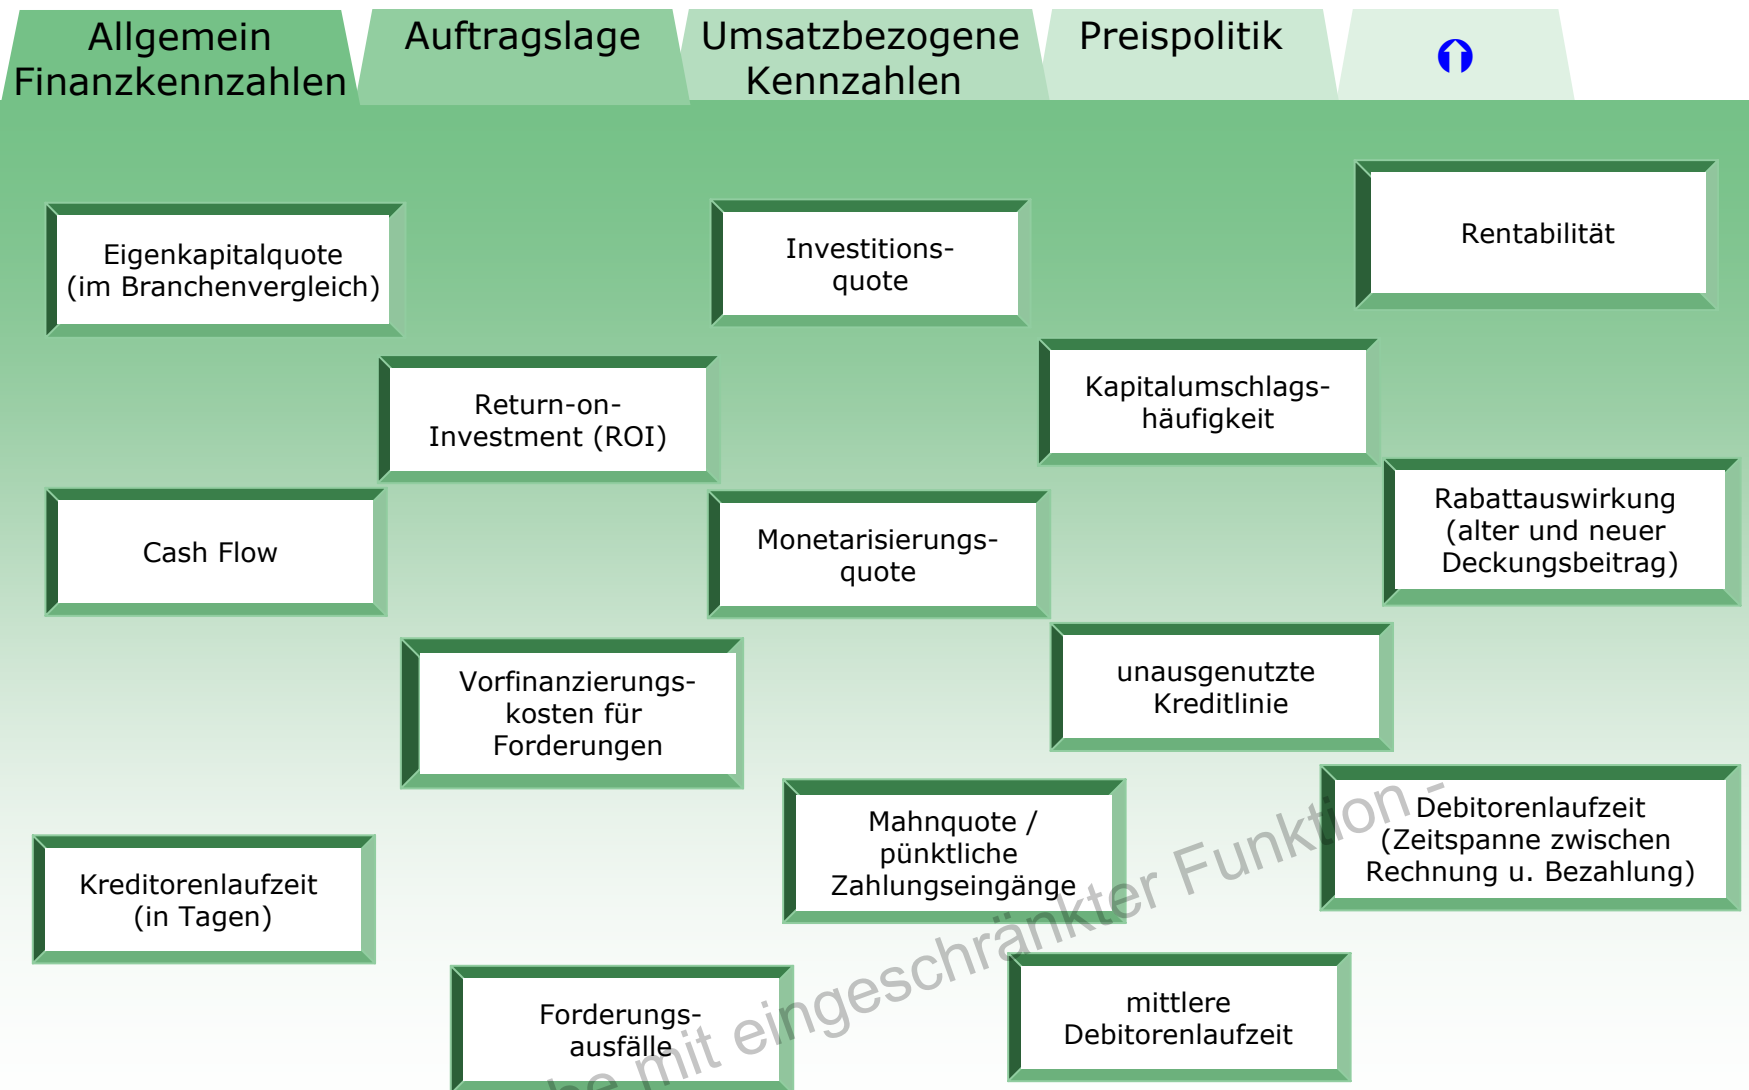 Allgemein
Finanzkennzahlen
Auftragslage
Umsatzbezogene
Kennzahlen
Preispolitik
Rentabilität
Eigenkapitalquote
(im Branchenvergleich)
Investitions-
quote
Return-on-
Investment (ROI)
Kapitalumschlags-
häufigkeit
Cash Flow
Monetarisierungs-
quote
Rabattauswirkung
(alter und neuer
Deckungsbeitrag)
Vorfinanzierungs-
kosten für
Forderungen
unausgenutzte
Kreditlinie
Mahnquote /
pünktliche
Zahlungseingänge
Debitorenlaufzeit
(Zeitspanne zwischen
Rechnung u. Bezahlung)
Kreditorenlaufzeit
(in Tagen)
Forderungs-
ausfälle
mittlere
Debitorenlaufzeit
mit eingeschränkter Funktion -